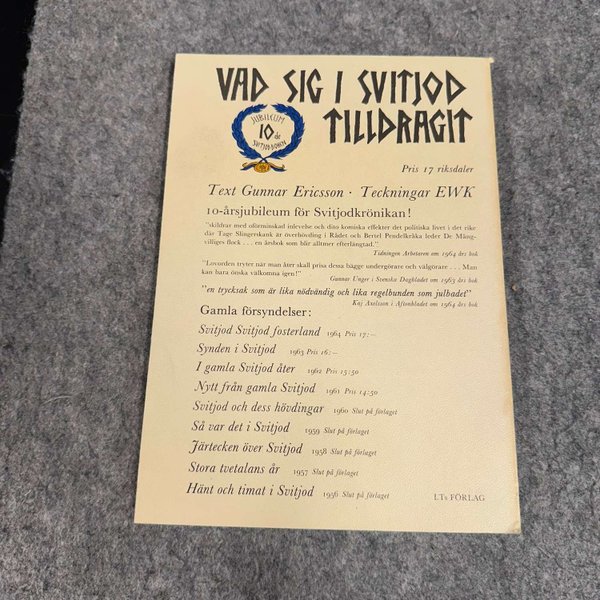 VAD SIG I SVITJOD
TILLDRAGIT
JUBILEUM
10de
SVITJODBOKEN
Pris 17 riksdaler
Text Gunnar Ericsson · Teckningar EWK
10-årsjubileum för Svitjodkrönikan!
"skildrar med oförminskad inlevelse och dito komiska effekter det politiska livet i det rike
där Tage Slingerskank är överhövding i Rådet och Bertel Pendelkråka leder De Mång-
villiges flock . . . en årsbok som blir alltmer efterlängtad."
Tidningen Arbetaren om 1964 års bok
"Lovorden tryter när man åter skall prisa dessa bägge undergörare och välgörare . . . Man
kan bara önska välkomna igen!"
Gunnar Unger i Svenska Dagbladet om 1963 års bok
"en trycksak som är lika nödvändig och lika regelbunden som julbadet"
Kaj Axelsson i Aftonbladet om 1964 års bok
Gamla försyndelser:
Svitjod Svitjod fosterland 1964 Pris 17:—
Synden i Svitjod 1963 Pris 16:—
I gamla Svitjod åter 1962 Pris 15:50
Nytt från gamla Svitjod 1961 Pris 14:50
Svitjod och dess hövdingar 1960 Slut på förlaget
Så var det i Svitjod 1959 Slut på förlaget
Järtecken över Svitjod 1958 Slut på förlaget
Stora tvetalans år 1957 Slut på förlaget
Hänt och timat i Svitjod 1956 Slut på förlaget
LTs FÖRLAG